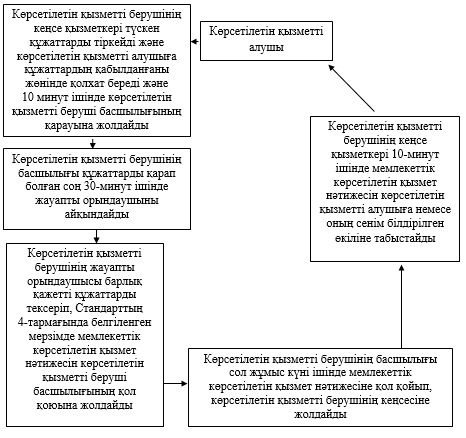 Көрсетілетін қызметті
алушы
Көрсетілетін қызметті берушінің
кеңсе қызметкері түскен
құжаттарды тіркейді және
көрсетілетін қызметті алушыға
құжаттардың қабылданғаны
жөнінде қолхат береді және
10 минут ішінде көрсетілетін
қызметті беруші басшылығының
қарауына жолдайды
Көрсетілетін қызметті берушінің
басшылығы құжаттарды қарап
болған соң 30-минут ішінде
жауапты орындаушыны
айқындайды
Көрсетілетін қызметті
берушінің жауапты
орындаушысы барлық
қажетті құжаттарды
тексеріп, Стандарттың
4-тармағында белгіленген
мерзімде мемлекеттік
көрсетілетін қызмет
нәтижесін көрсетілетін
қызметті беруші
басшылығының қол
қоюына жолдайды
Көрсетілетін қызметті берушінің басшылығы
сол жұмыс күні ішінде мемлекеттік
көрсетілетін қызмет нәтижесіне қол қойып,
көрсетілетін қызметті берушінің кеңсесіне
жолдайды
Көрсетілетін қызметті
берушінің кеңсе
қызметкері 10-минут
ішінде мемлекеттік
көрсетілетін қызмет
нәтижесін көрсетілетін
қызметті алушыға немесе
оның сенім білдірілген
өкіліне табыстайды